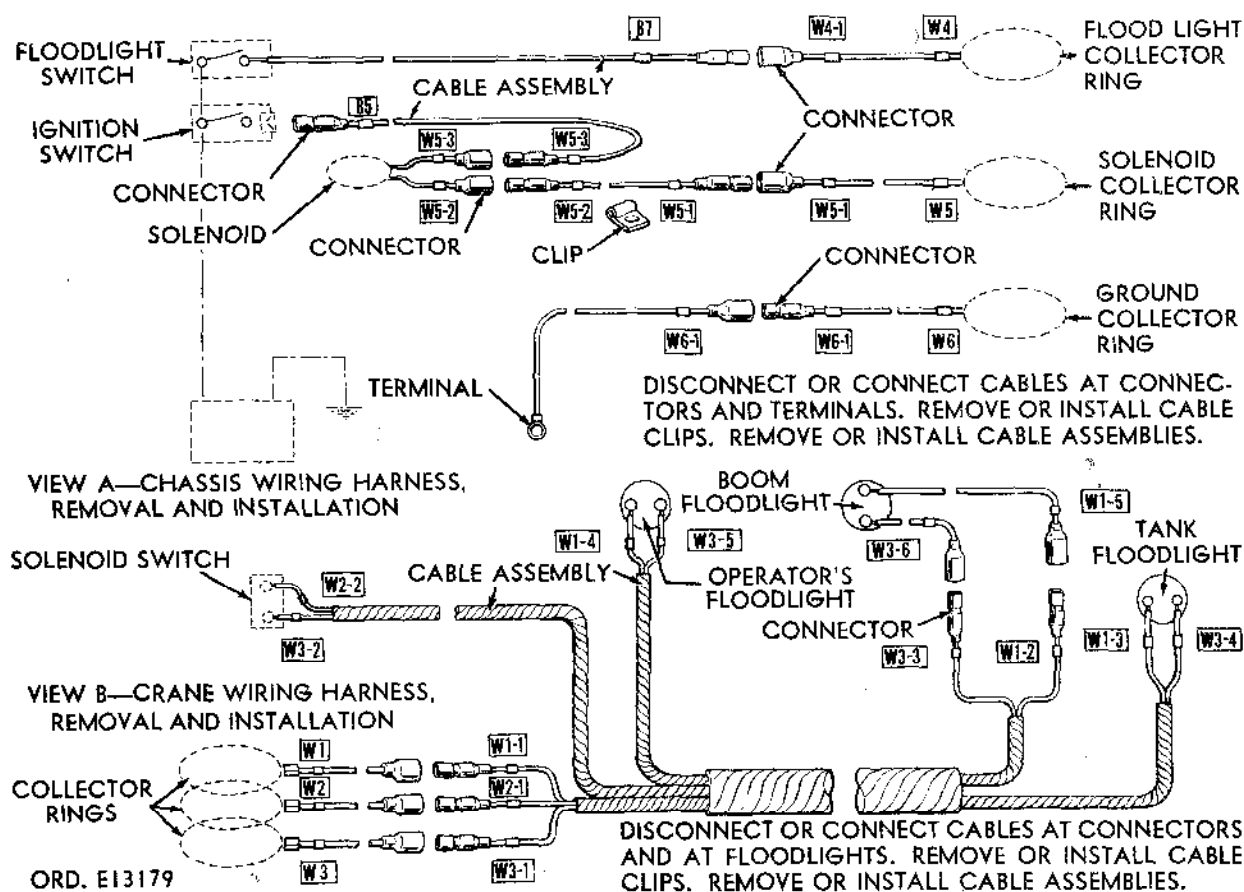 FLOODLIGHT
SWITCH
B7
W4-1
W4
FLOOD LIGHT
COLLECTOR
RING
CABLE ASSEMBLY
B5
IGNITION
SWITCH
CONNECTOR
W5-3
W5-3
CONNECTOR
SOLENOID
COLLECTOR
RING
SOLENOID
W5-2
CONNECTOR
W5-2
W5-1
CLIP
W5-1
W5
CONNECTOR
GROUND
COLLECTOR
RING
W6-1
W6-1
W6
TERMINAL
DISCONNECT OR CONNECT CABLES AT CONNEC-
TORS AND TERMINALS. REMOVE OR INSTALL CABLE
CLIPS. REMOVE OR INSTALL CABLE ASSEMBLIES.
VIEW A—CHASSIS WIRING HARNESS,
REMOVAL AND INSTALLATION
SOLENOID SWITCH
W2-2
W3-2
CABLE ASSEMBLY
W1-4
W3-5
OPERATOR'S
FLOODLIGHT
BOOM
FLOODLIGHT
W3-6
W1-5
TANK
FLOODLIGHT
CONNECTOR
W3-3
W1-2
W1-3
W3-4
VIEW B—CRANE WIRING HARNESS,
REMOVAL AND INSTALLATION
COLLECTOR
RINGS
W1
W1-1
W2
W2-1
W3
W3-1
DISCONNECT OR CONNECT CABLES AT CONNECTORS
AND AT FLOODLIGHTS. REMOVE OR INSTALL CABLE
CLIPS. REMOVE OR INSTALL CABLE ASSEMBLIES.
ORD. E13179